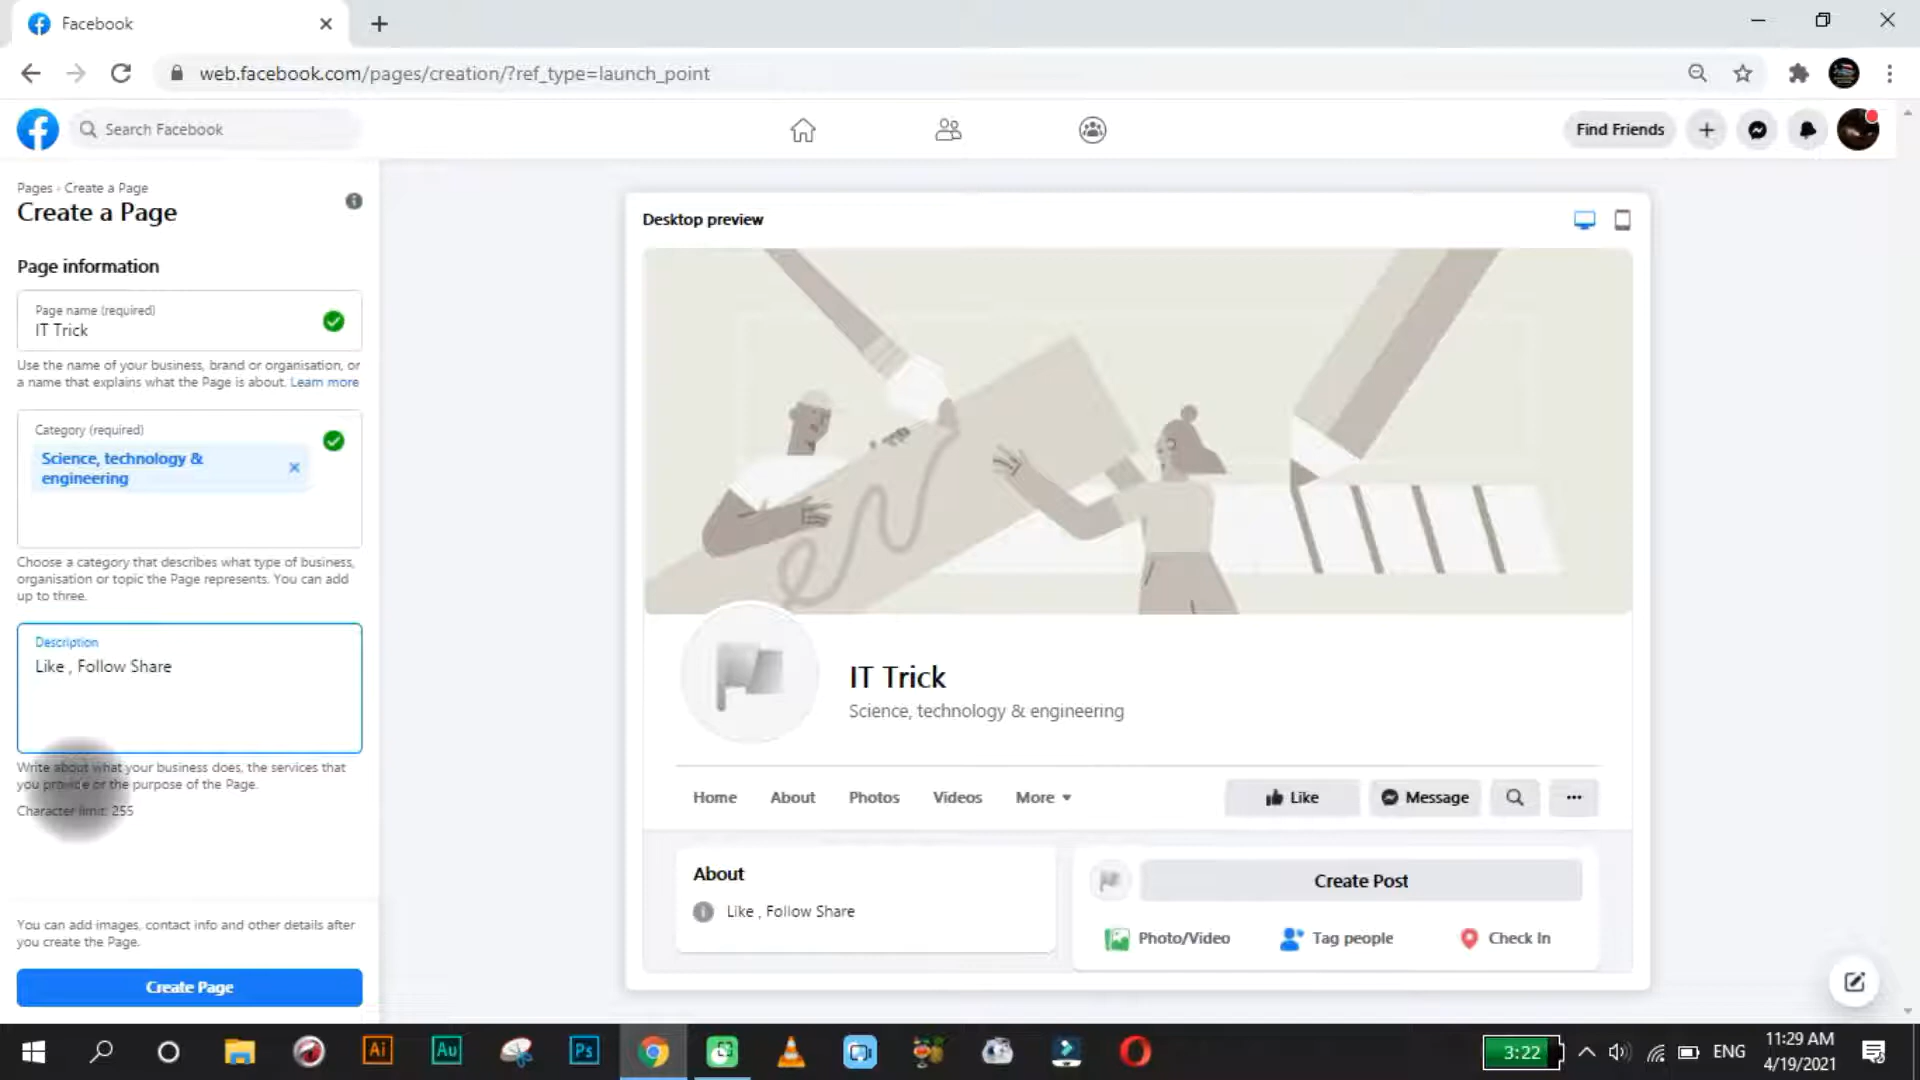 Facebook
web.facebook.com/pages/creation/?ref_type=launch_point
Search Facebook
Find Friends
Pages · Create a Page
Create a Page
Page information
Page name (required)
IT Trick
Use the name of your business, brand or organisation, or
a name that explains what the Page is about. Learn more
Category (required)
Science, technology &
engineering
Choose a category that describes what type of business,
organisation or topic the Page represents. You can add
up to three.
Description
Like , Follow Share
Write about what your business does, the services that
you provide or the purpose of the Page.
Character limit: 255
You can add images, contact info and other details after
you create the Page.
Create Page
Desktop preview
IT Trick
Science, technology & engineering
Home About Photos Videos More
Like Message
About
Like , Follow Share
Create Post
Photo/Video Tag people Check In
Ai Au Ps
3:22
ENG
11:29 AM
4/19/2021